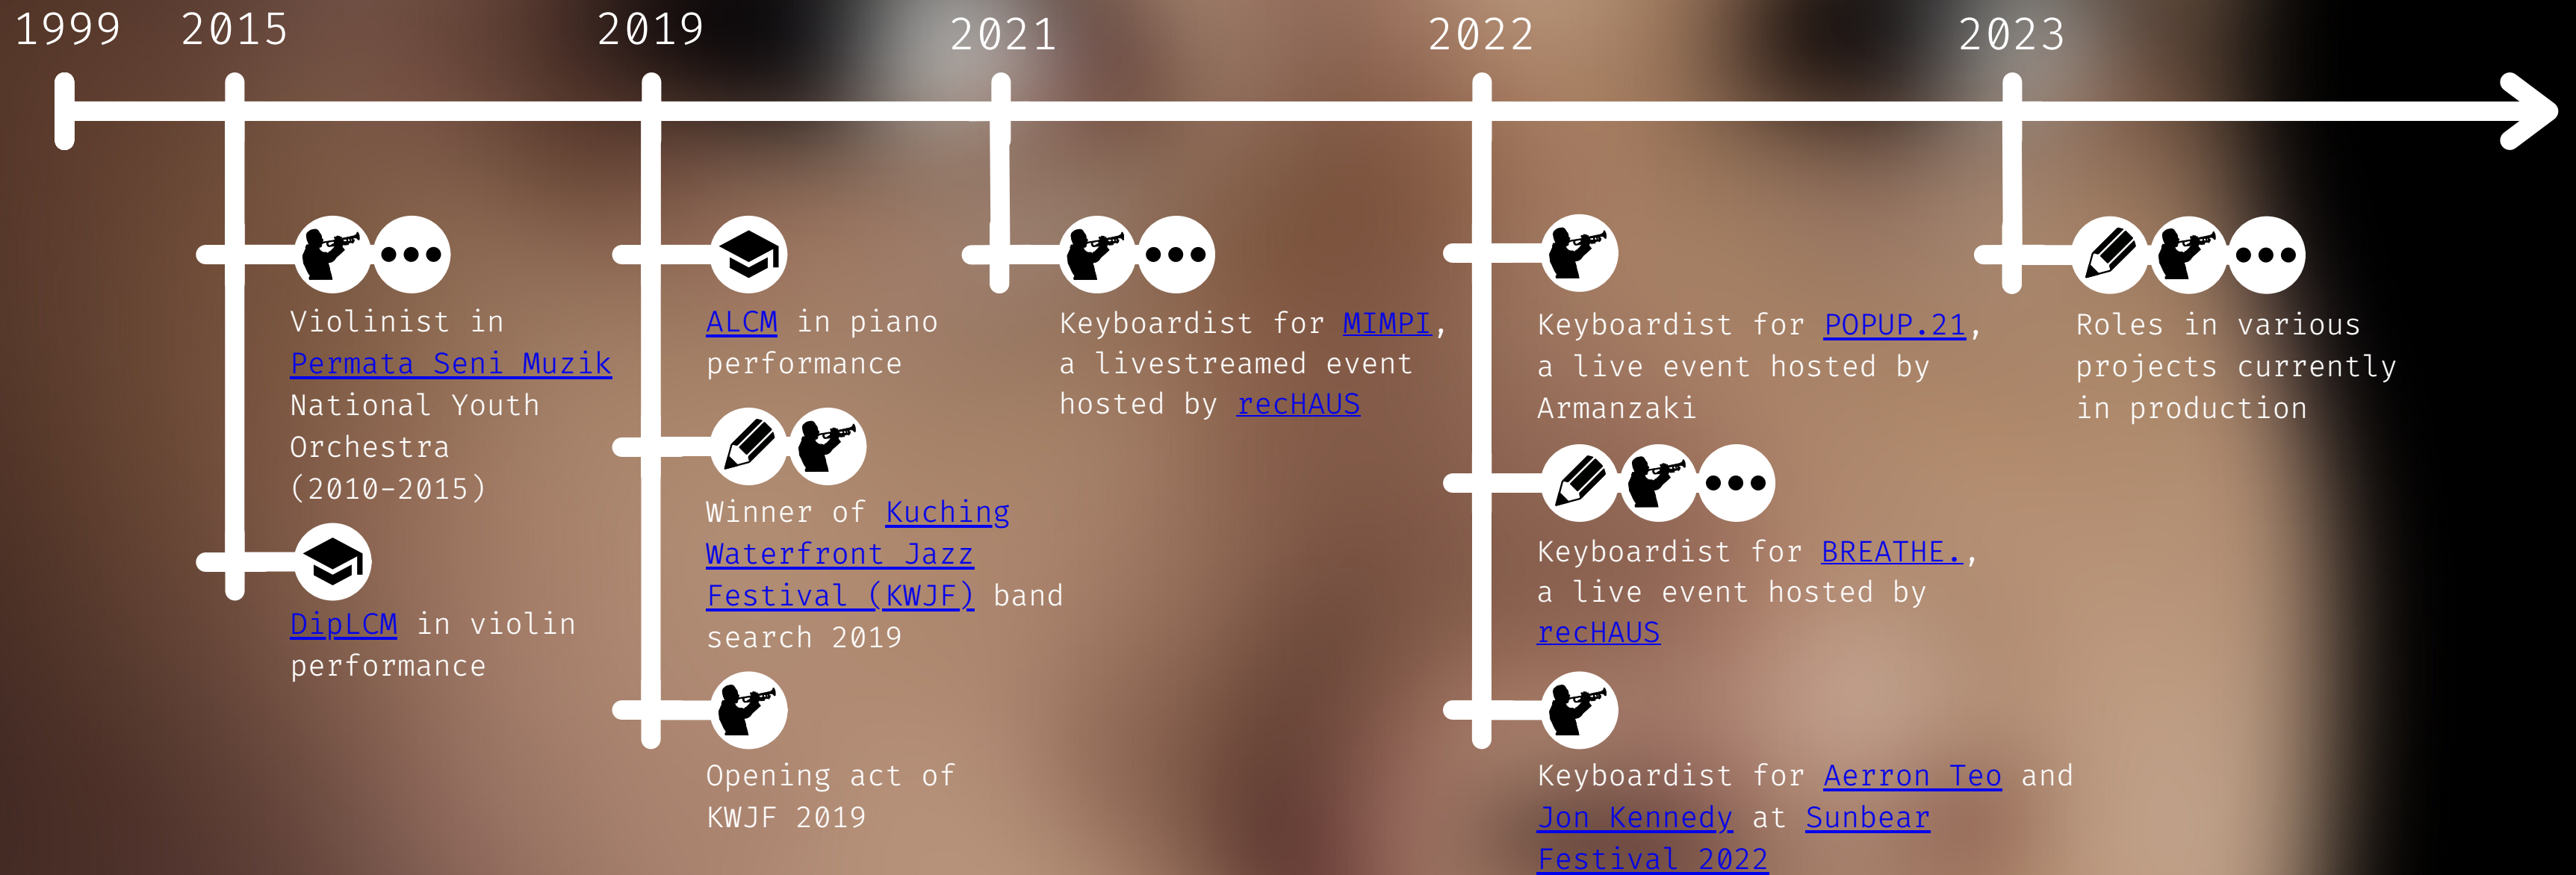 1999
2015
2019
2021
2022
2023
Violinist in
Permata Seni Muzik
National Youth
Orchestra
(2010-2015)
DipLCM in violin
performance
ALCM in piano
performance
Winner of Kuching
Waterfront Jazz
Festival (KWJF) band
search 2019
Opening act of
KWJF 2019
Keyboardist for MIMPI,
a livestreamed event
hosted by recHAUS
Keyboardist for POPUP.21,
a live event hosted by
Armanzaki
Keyboardist for BREATHE.,
a live event hosted by
recHAUS
Keyboardist for Aerron Teo and
Jon Kennedy at Sunbear
Festival 2022
Roles in various
projects currently
in production